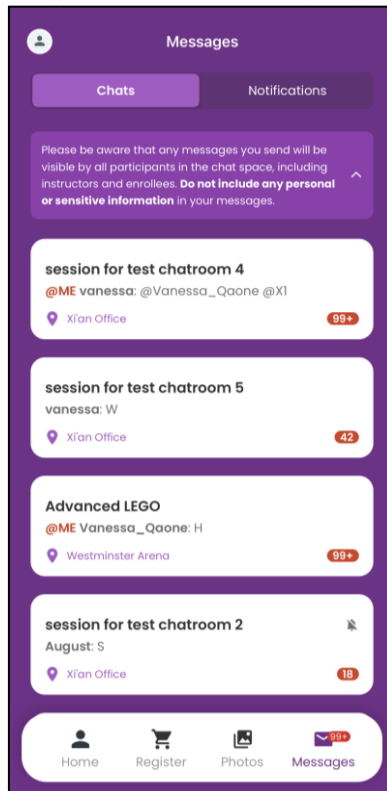 Messages
Chats
Notifications
Please be aware that any messages you send will be
visible by all participants in the chat space, including
instructors and enrollees. Do not include any personal
or sensitive information in your messages.
session for test chatroom 4
@ME vanessa: @Vanessa_Qaone @X1
Xi'an Office
99+
session for test chatroom 5
vanessa: W
Xi'an Office
42
Advanced LEGO
@ME Vanessa_Qaone: H
Westminster Arena
99+
session for test chatroom 2
August: S
Xi'an Office
18
99+
Home
Register
Photos
Messages